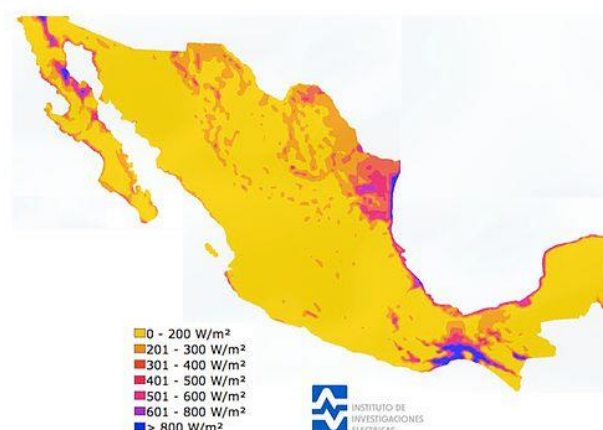 0 - 200 W/m²
201 - 300 W/m²
301 - 400 W/m²
401 - 500 W/m²
501 - 600 W/m²
601 - 800 W/m²
> 800 W/m²
INSTITUTO DE
INVESTIGACIONES
ELECTRICAS